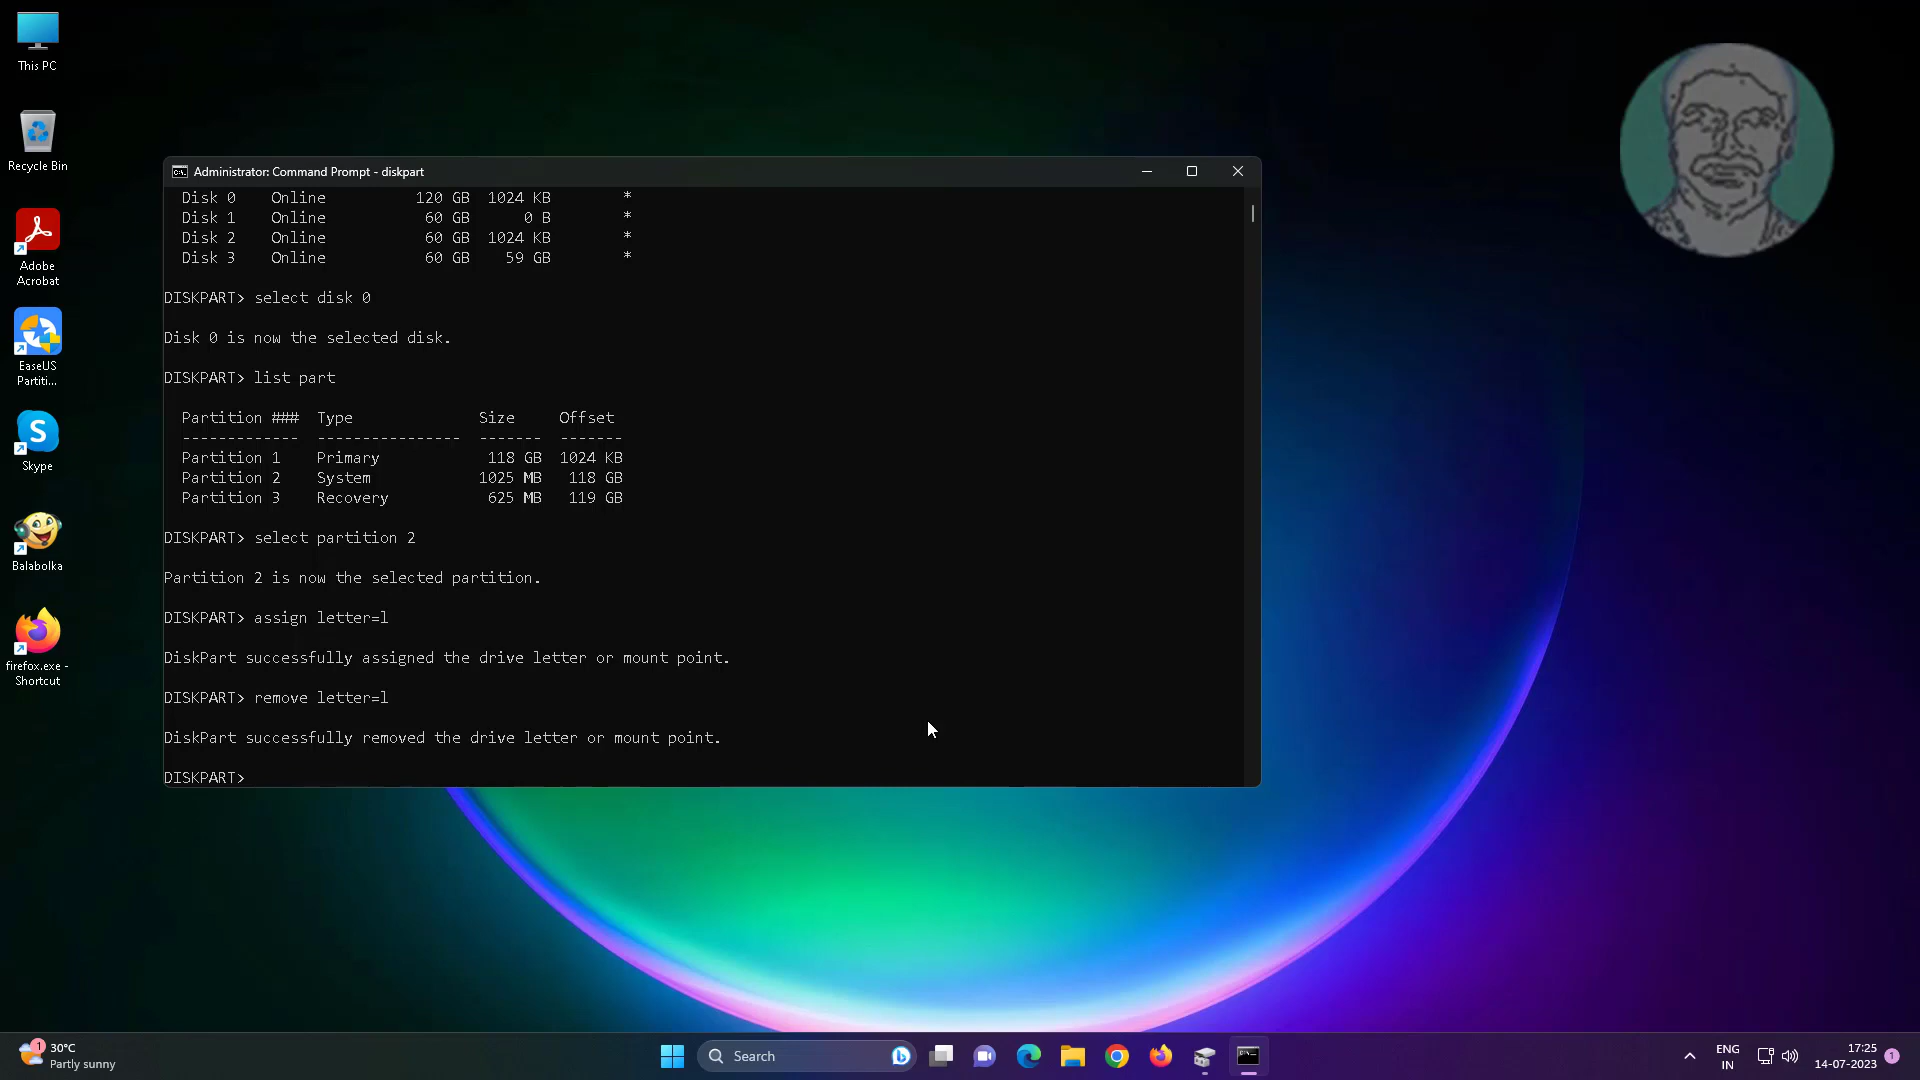 This PC
Recycle Bin
Adobe
Acrobat
EaseUS
Partiti...
Skype
Balabolka
firefox.exe -
Shortcut
Administrator: Command Prompt - diskpart
Disk 0    Online    120 GB  1024 KB    *
Disk 1    Online    60 GB    0 B    *
Disk 2    Online    60 GB  1024 KB    *
Disk 3    Online    60 GB    59 GB    *
DISKPART> select disk 0
Disk 0 is now the selected disk.
DISKPART> list part
Partition ###  Type    Size    Offset
-------------  ----------------  -------  -------
Partition 1    Primary    118 GB  1024 KB
Partition 2    System    1025 MB   118 GB
Partition 3    Recovery    625 MB   119 GB
DISKPART> select partition 2
Partition 2 is now the selected partition.
DISKPART> assign letter=l
DiskPart successfully assigned the drive letter or mount point.
DISKPART> remove letter=l
DiskPart successfully removed the drive letter or mount point.
DISKPART>
1
30°C
Partly sunny
Search
ENG
IN
17:25
14-07-2023
1